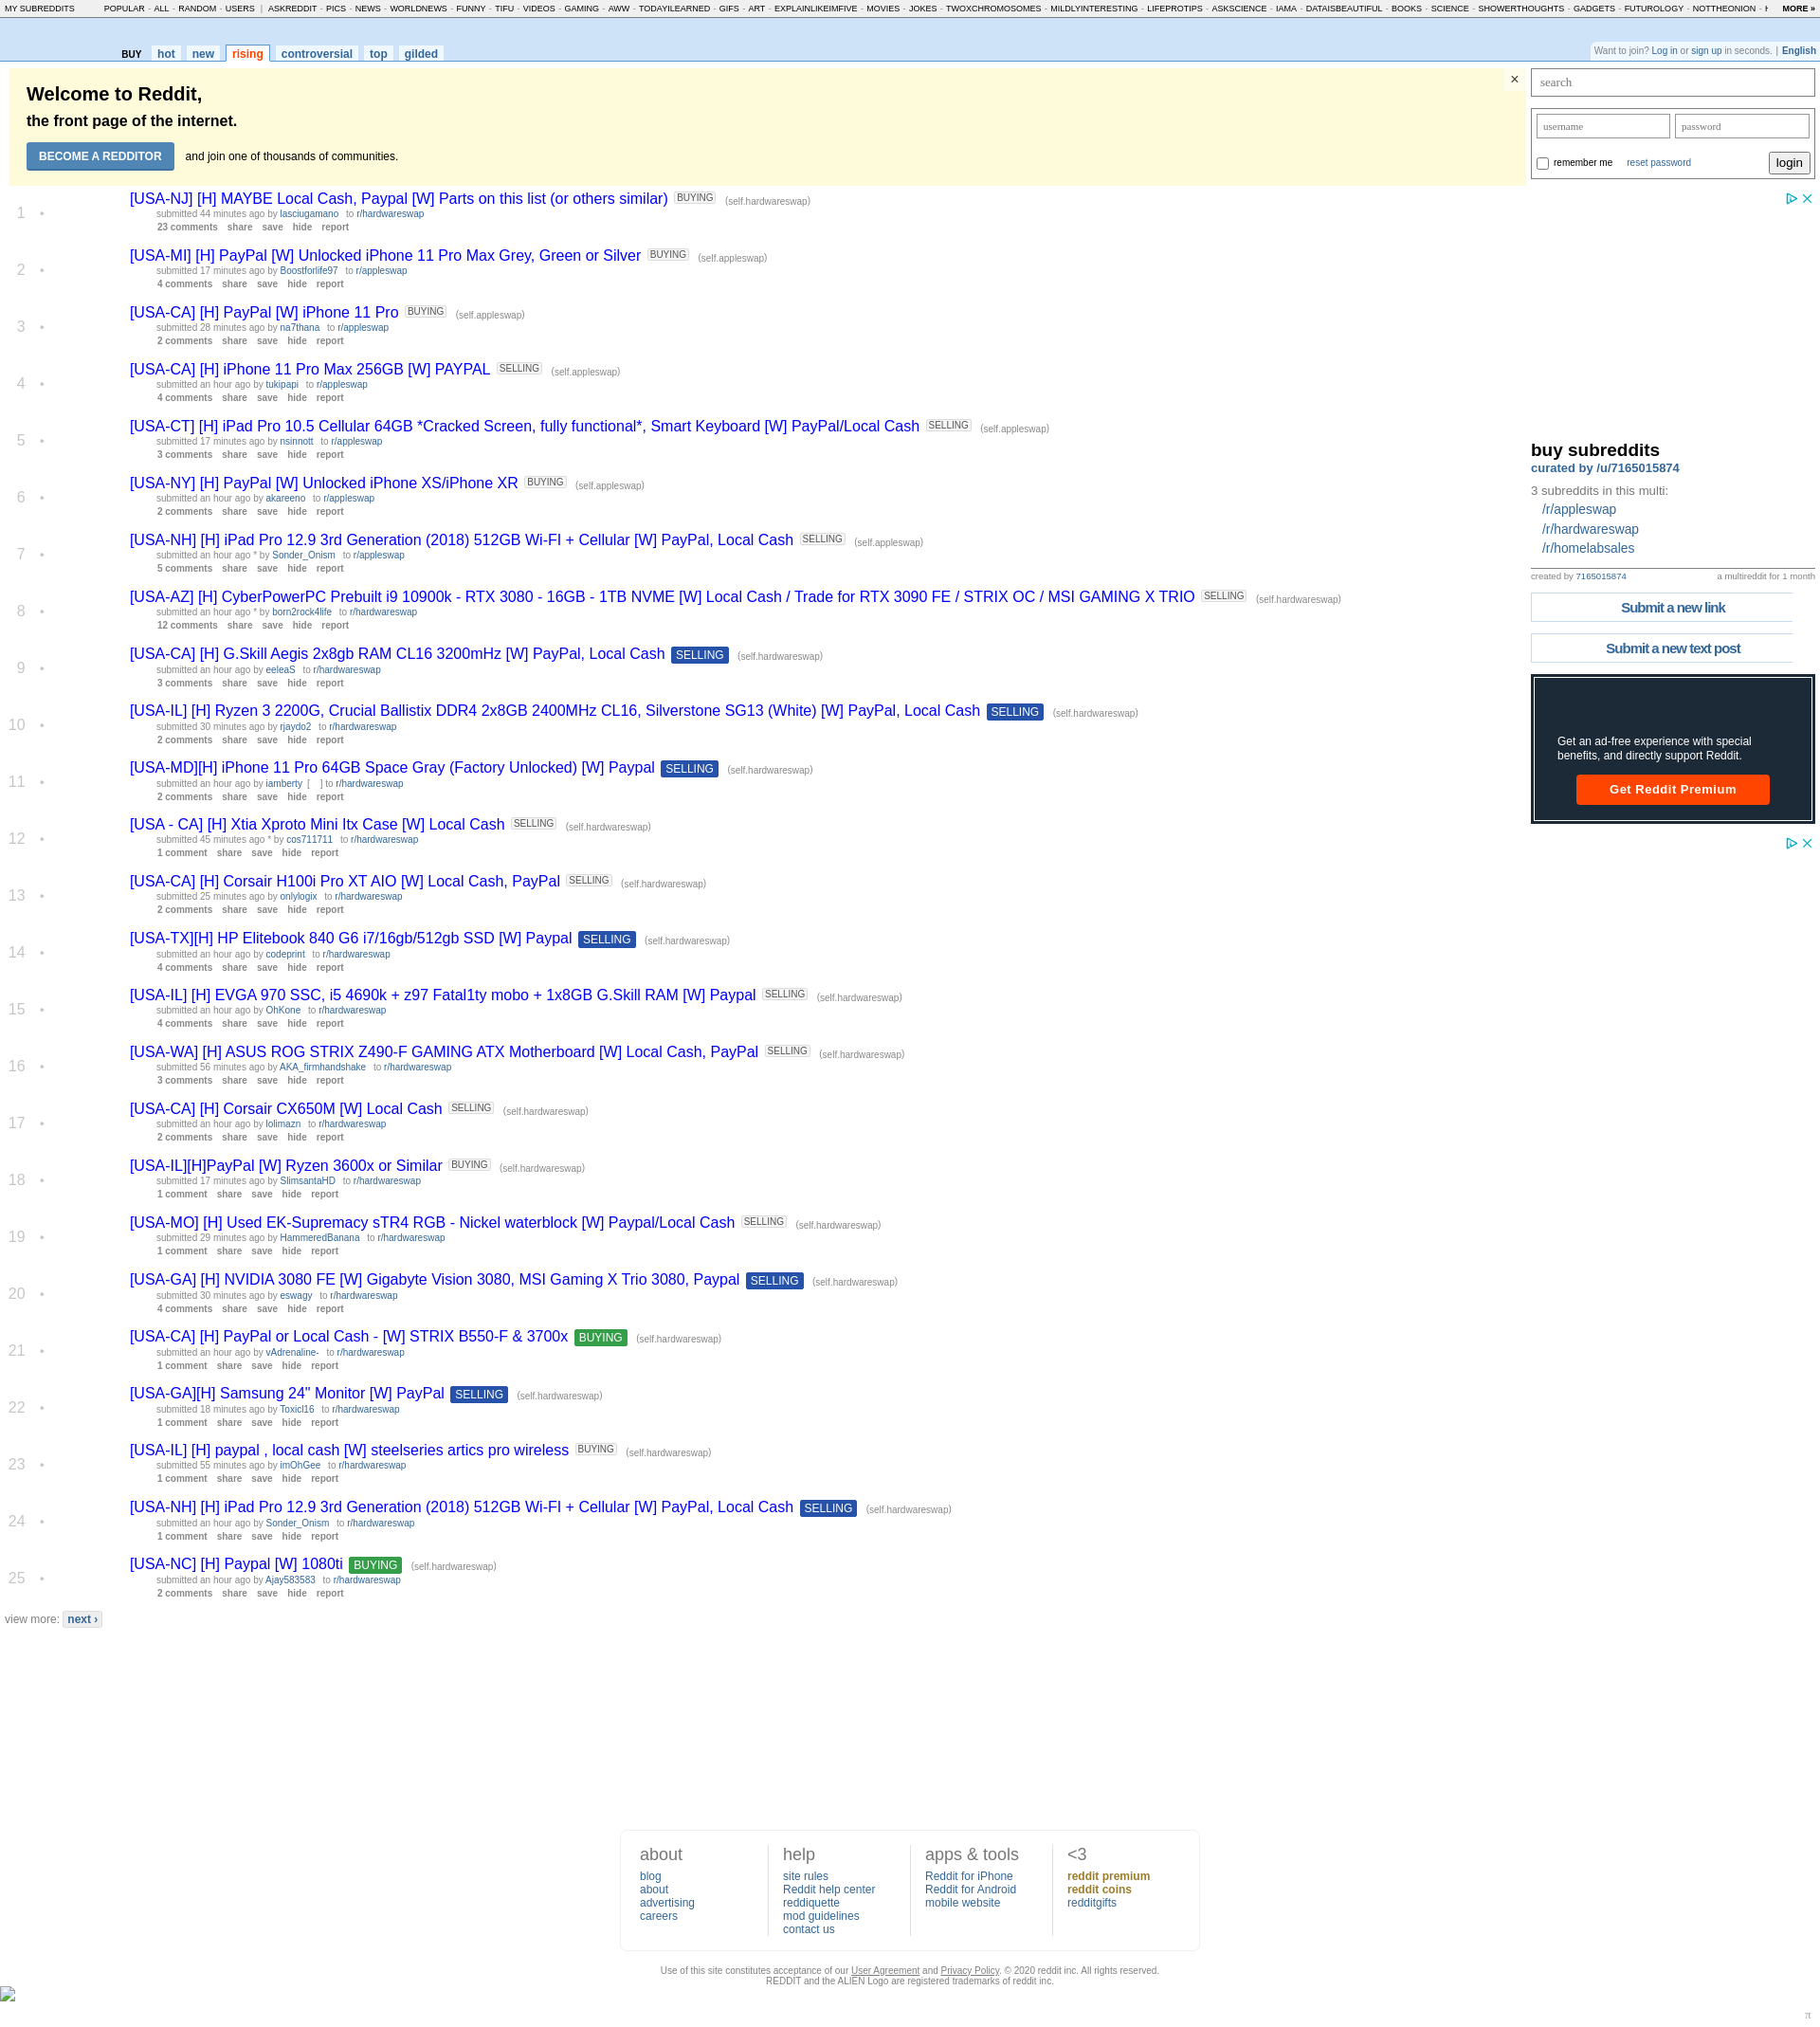 MY SUBREDDITS POPULAR - ALL - RANDOM - USERS | ASKREDDIT - PICS - NEWS - WORLDNEWS - FUNNY - TIFU - VIDEOS - GAMING - AWW - TODAYILEARNED - GIFS - ART - EXPLAINLIKEIMFIVE - MOVIES - JOKES - TWOXCHROMOSOMES - MILDLYINTERESTING - LIFEPROTIPS - ASKSCIENCE - IAMA - DATAISBEAUTIFUL - BOOKS - SCIENCE - SHOWERTHOUGHTS - GADGETS - FUTUROLOGY - NOTTHEONION - MORE »
BUY hot new rising controversial top gilded
Want to join? Log in or sign up in seconds. | English
Welcome to Reddit,
the front page of the internet.
BECOME A REDDITOR and join one of thousands of communities.
×
search
username password
remember me reset password login
1 • [USA-NJ] [H] MAYBE Local Cash, Paypal [W] Parts on this list (or others similar) BUYING (self.hardwareswap)
submitted 44 minutes ago by lasciugamano to r/hardwareswap
23 comments share save hide report
2 • [USA-MI] [H] PayPal [W] Unlocked iPhone 11 Pro Max Grey, Green or Silver BUYING (self.appleswap)
submitted 17 minutes ago by Boostforlife97 to r/appleswap
4 comments share save hide report
3 • [USA-CA] [H] PayPal [W] iPhone 11 Pro BUYING (self.appleswap)
submitted 28 minutes ago by na7thana to r/appleswap
2 comments share save hide report
4 • [USA-CA] [H] iPhone 11 Pro Max 256GB [W] PAYPAL SELLING (self.appleswap)
submitted an hour ago by tukipapi to r/appleswap
4 comments share save hide report
5 • [USA-CT] [H] iPad Pro 10.5 Cellular 64GB *Cracked Screen, fully functional*, Smart Keyboard [W] PayPal/Local Cash SELLING (self.appleswap)
submitted 17 minutes ago by nsinnott to r/appleswap
3 comments share save hide report
6 • [USA-NY] [H] PayPal [W] Unlocked iPhone XS/iPhone XR BUYING (self.appleswap)
submitted an hour ago by akareeno to r/appleswap
2 comments share save hide report
7 • [USA-NH] [H] iPad Pro 12.9 3rd Generation (2018) 512GB Wi-FI + Cellular [W] PayPal, Local Cash SELLING (self.appleswap)
submitted an hour ago * by Sonder_Onism to r/appleswap
5 comments share save hide report
8 • [USA-AZ] [H] CyberPowerPC Prebuilt i9 10900k - RTX 3080 - 16GB - 1TB NVME [W] Local Cash / Trade for RTX 3090 FE / STRIX OC / MSI GAMING X TRIO SELLING (self.hardwareswap)
submitted an hour ago * by born2rock4life to r/hardwareswap
12 comments share save hide report
9 • [USA-CA] [H] G.Skill Aegis 2x8gb RAM CL16 3200mHz [W] PayPal, Local Cash SELLING (self.hardwareswap)
submitted an hour ago by eeleaS to r/hardwareswap
3 comments share save hide report
10 • [USA-IL] [H] Ryzen 3 2200G, Crucial Ballistix DDR4 2x8GB 2400MHz CL16, Silverstone SG13 (White) [W] PayPal, Local Cash SELLING (self.hardwareswap)
submitted 30 minutes ago by rjaydo2 to r/hardwareswap
2 comments share save hide report
11 • [USA-MD][H] iPhone 11 Pro 64GB Space Gray (Factory Unlocked) [W] Paypal SELLING (self.hardwareswap)
submitted an hour ago by iamberty [ ] to r/hardwareswap
2 comments share save hide report
12 • [USA - CA] [H] Xtia Xproto Mini Itx Case [W] Local Cash SELLING (self.hardwareswap)
submitted 45 minutes ago * by cos711711 to r/hardwareswap
1 comment share save hide report
13 • [USA-CA] [H] Corsair H100i Pro XT AIO [W] Local Cash, PayPal SELLING (self.hardwareswap)
submitted 25 minutes ago by onlylogix to r/hardwareswap
2 comments share save hide report
14 • [USA-TX][H] HP Elitebook 840 G6 i7/16gb/512gb SSD [W] Paypal SELLING (self.hardwareswap)
submitted an hour ago by codeprint to r/hardwareswap
4 comments share save hide report
15 • [USA-IL] [H] EVGA 970 SSC, i5 4690k + z97 Fatal1ty mobo + 1x8GB G.Skill RAM [W] Paypal SELLING (self.hardwareswap)
submitted an hour ago by OhKone to r/hardwareswap
4 comments share save hide report
16 • [USA-WA] [H] ASUS ROG STRIX Z490-F GAMING ATX Motherboard [W] Local Cash, PayPal SELLING (self.hardwareswap)
submitted 56 minutes ago by AKA_firmhandshake to r/hardwareswap
3 comments share save hide report
17 • [USA-CA] [H] Corsair CX650M [W] Local Cash SELLING (self.hardwareswap)
submitted an hour ago by lolimazn to r/hardwareswap
2 comments share save hide report
18 • [USA-IL][H]PayPal [W] Ryzen 3600x or Similar BUYING (self.hardwareswap)
submitted 17 minutes ago by SlimsantaHD to r/hardwareswap
1 comment share save hide report
19 • [USA-MO] [H] Used EK-Supremacy sTR4 RGB - Nickel waterblock [W] Paypal/Local Cash SELLING (self.hardwareswap)
submitted 29 minutes ago by HammeredBanana to r/hardwareswap
1 comment share save hide report
20 • [USA-GA] [H] NVIDIA 3080 FE [W] Gigabyte Vision 3080, MSI Gaming X Trio 3080, Paypal SELLING (self.hardwareswap)
submitted 30 minutes ago by eswagy to r/hardwareswap
4 comments share save hide report
21 • [USA-CA] [H] PayPal or Local Cash - [W] STRIX B550-F & 3700x BUYING (self.hardwareswap)
submitted an hour ago by vAdrenaline- to r/hardwareswap
1 comment share save hide report
22 • [USA-GA][H] Samsung 24" Monitor [W] PayPal SELLING (self.hardwareswap)
submitted 18 minutes ago by Toxicl16 to r/hardwareswap
1 comment share save hide report
23 • [USA-IL] [H] paypal , local cash [W] steelseries artics pro wireless BUYING (self.hardwareswap)
submitted 55 minutes ago by imOhGee to r/hardwareswap
1 comment share save hide report
24 • [USA-NH] [H] iPad Pro 12.9 3rd Generation (2018) 512GB Wi-FI + Cellular [W] PayPal, Local Cash SELLING (self.hardwareswap)
submitted an hour ago by Sonder_Onism to r/hardwareswap
1 comment share save hide report
25 • [USA-NC] [H] Paypal [W] 1080ti BUYING (self.hardwareswap)
submitted an hour ago by Ajay583583 to r/hardwareswap
2 comments share save hide report
view more: next ›
buy subreddits
curated by /u/7165015874
3 subreddits in this multi:
/r/appleswap
/r/hardwareswap
/r/homelabsales
created by 7165015874 a multireddit for 1 month
Submit a new link
Submit a new text post
Get an ad-free experience with special
benefits, and directly support Reddit.
Get Reddit Premium
about
blog
about
advertising
careers
help
site rules
Reddit help center
reddiquette
mod guidelines
contact us
apps & tools
Reddit for iPhone
Reddit for Android
mobile website
<3
reddit premium
reddit coins
redditgifts
Use of this site constitutes acceptance of our User Agreement and Privacy Policy. © 2020 reddit inc. All rights reserved.
REDDIT and the ALIEN Logo are registered trademarks of reddit inc.
π